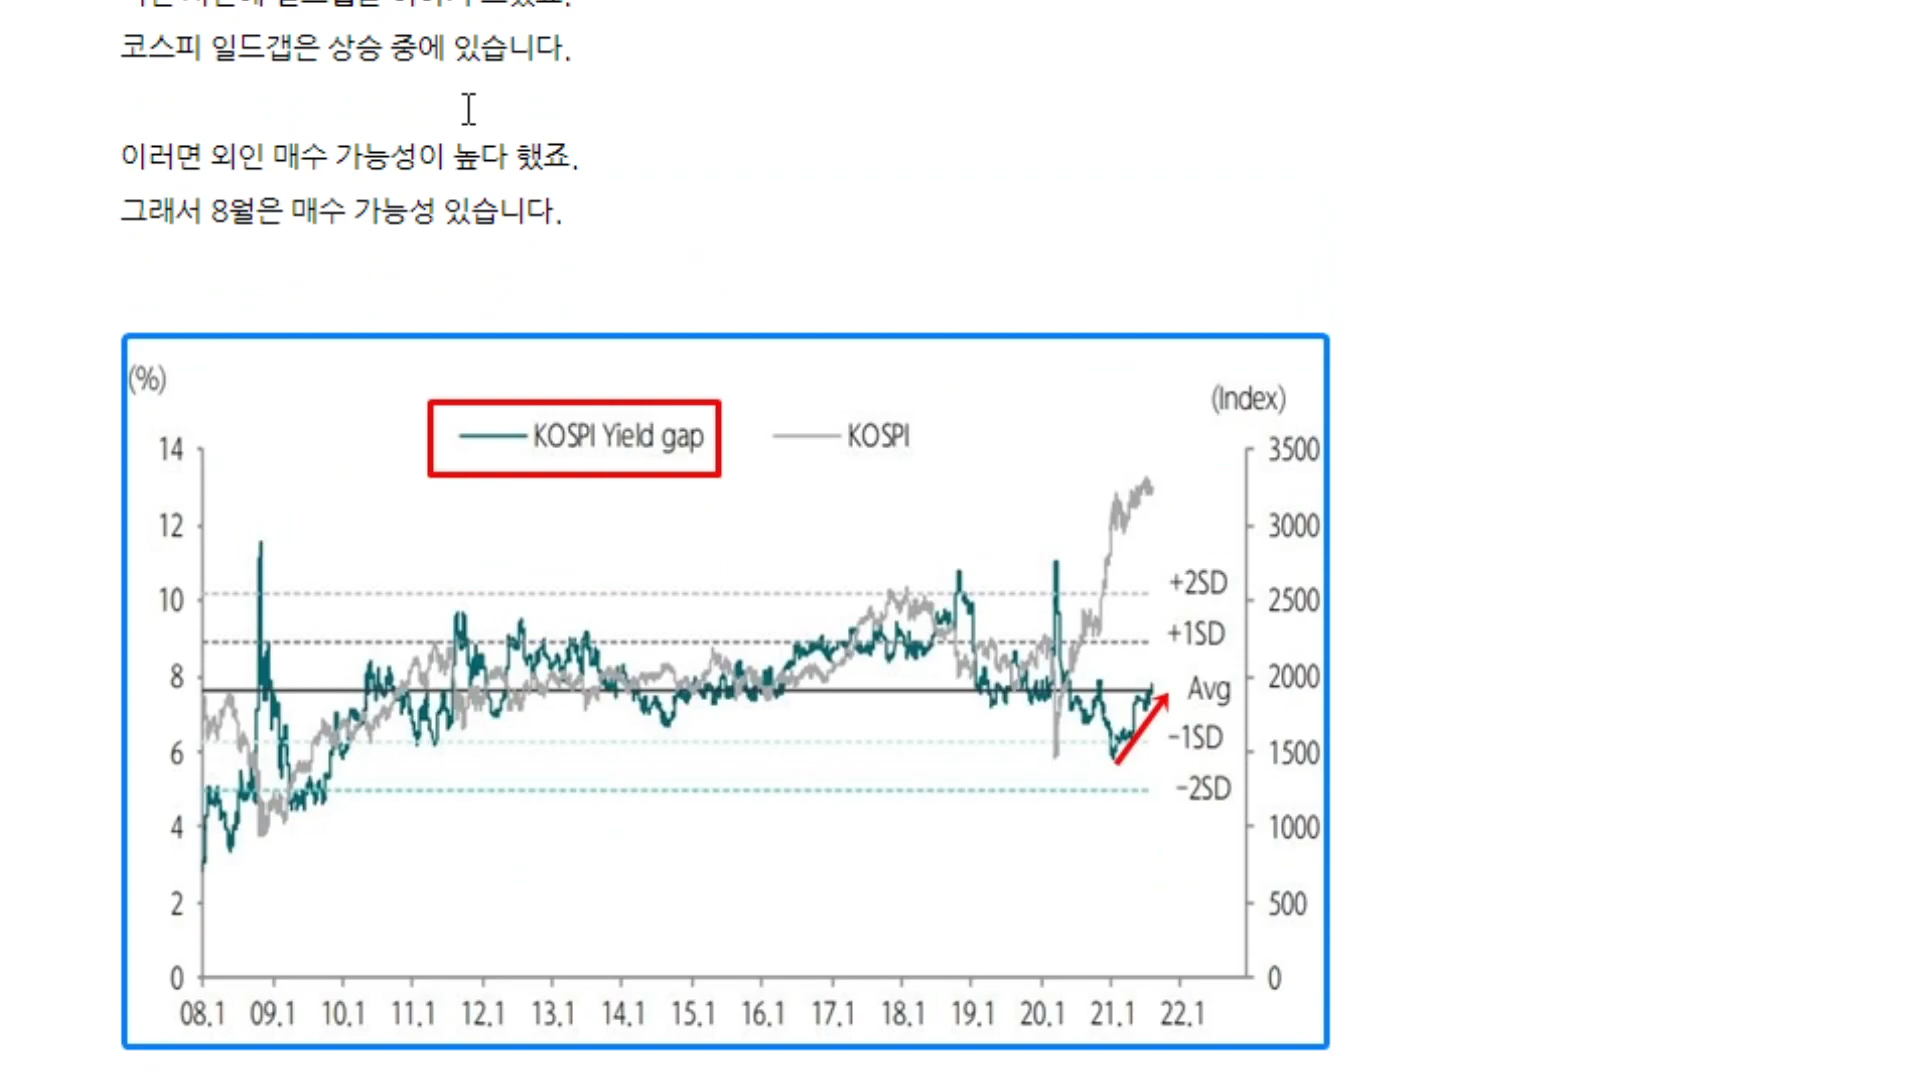 코스피 일드갭은 상승 중에 있습니다.
이러면 외인 매수 가능성이 높다 했죠.
그래서 8월은 매수 가능성 있습니다.
(%)
(Index)
KOSPI Yield gap
KOSPI
14
12
10
8
6
4
2
0
3500
3000
2500
2000
1500
1000
500
0
+2SD
+1SD
Avg
-1SD
-2SD
08.1 09.1 10.1 11.1 12.1 13.1 14.1 15.1 16.1 17.1 18.1 19.1 20.1 21.1 22.1